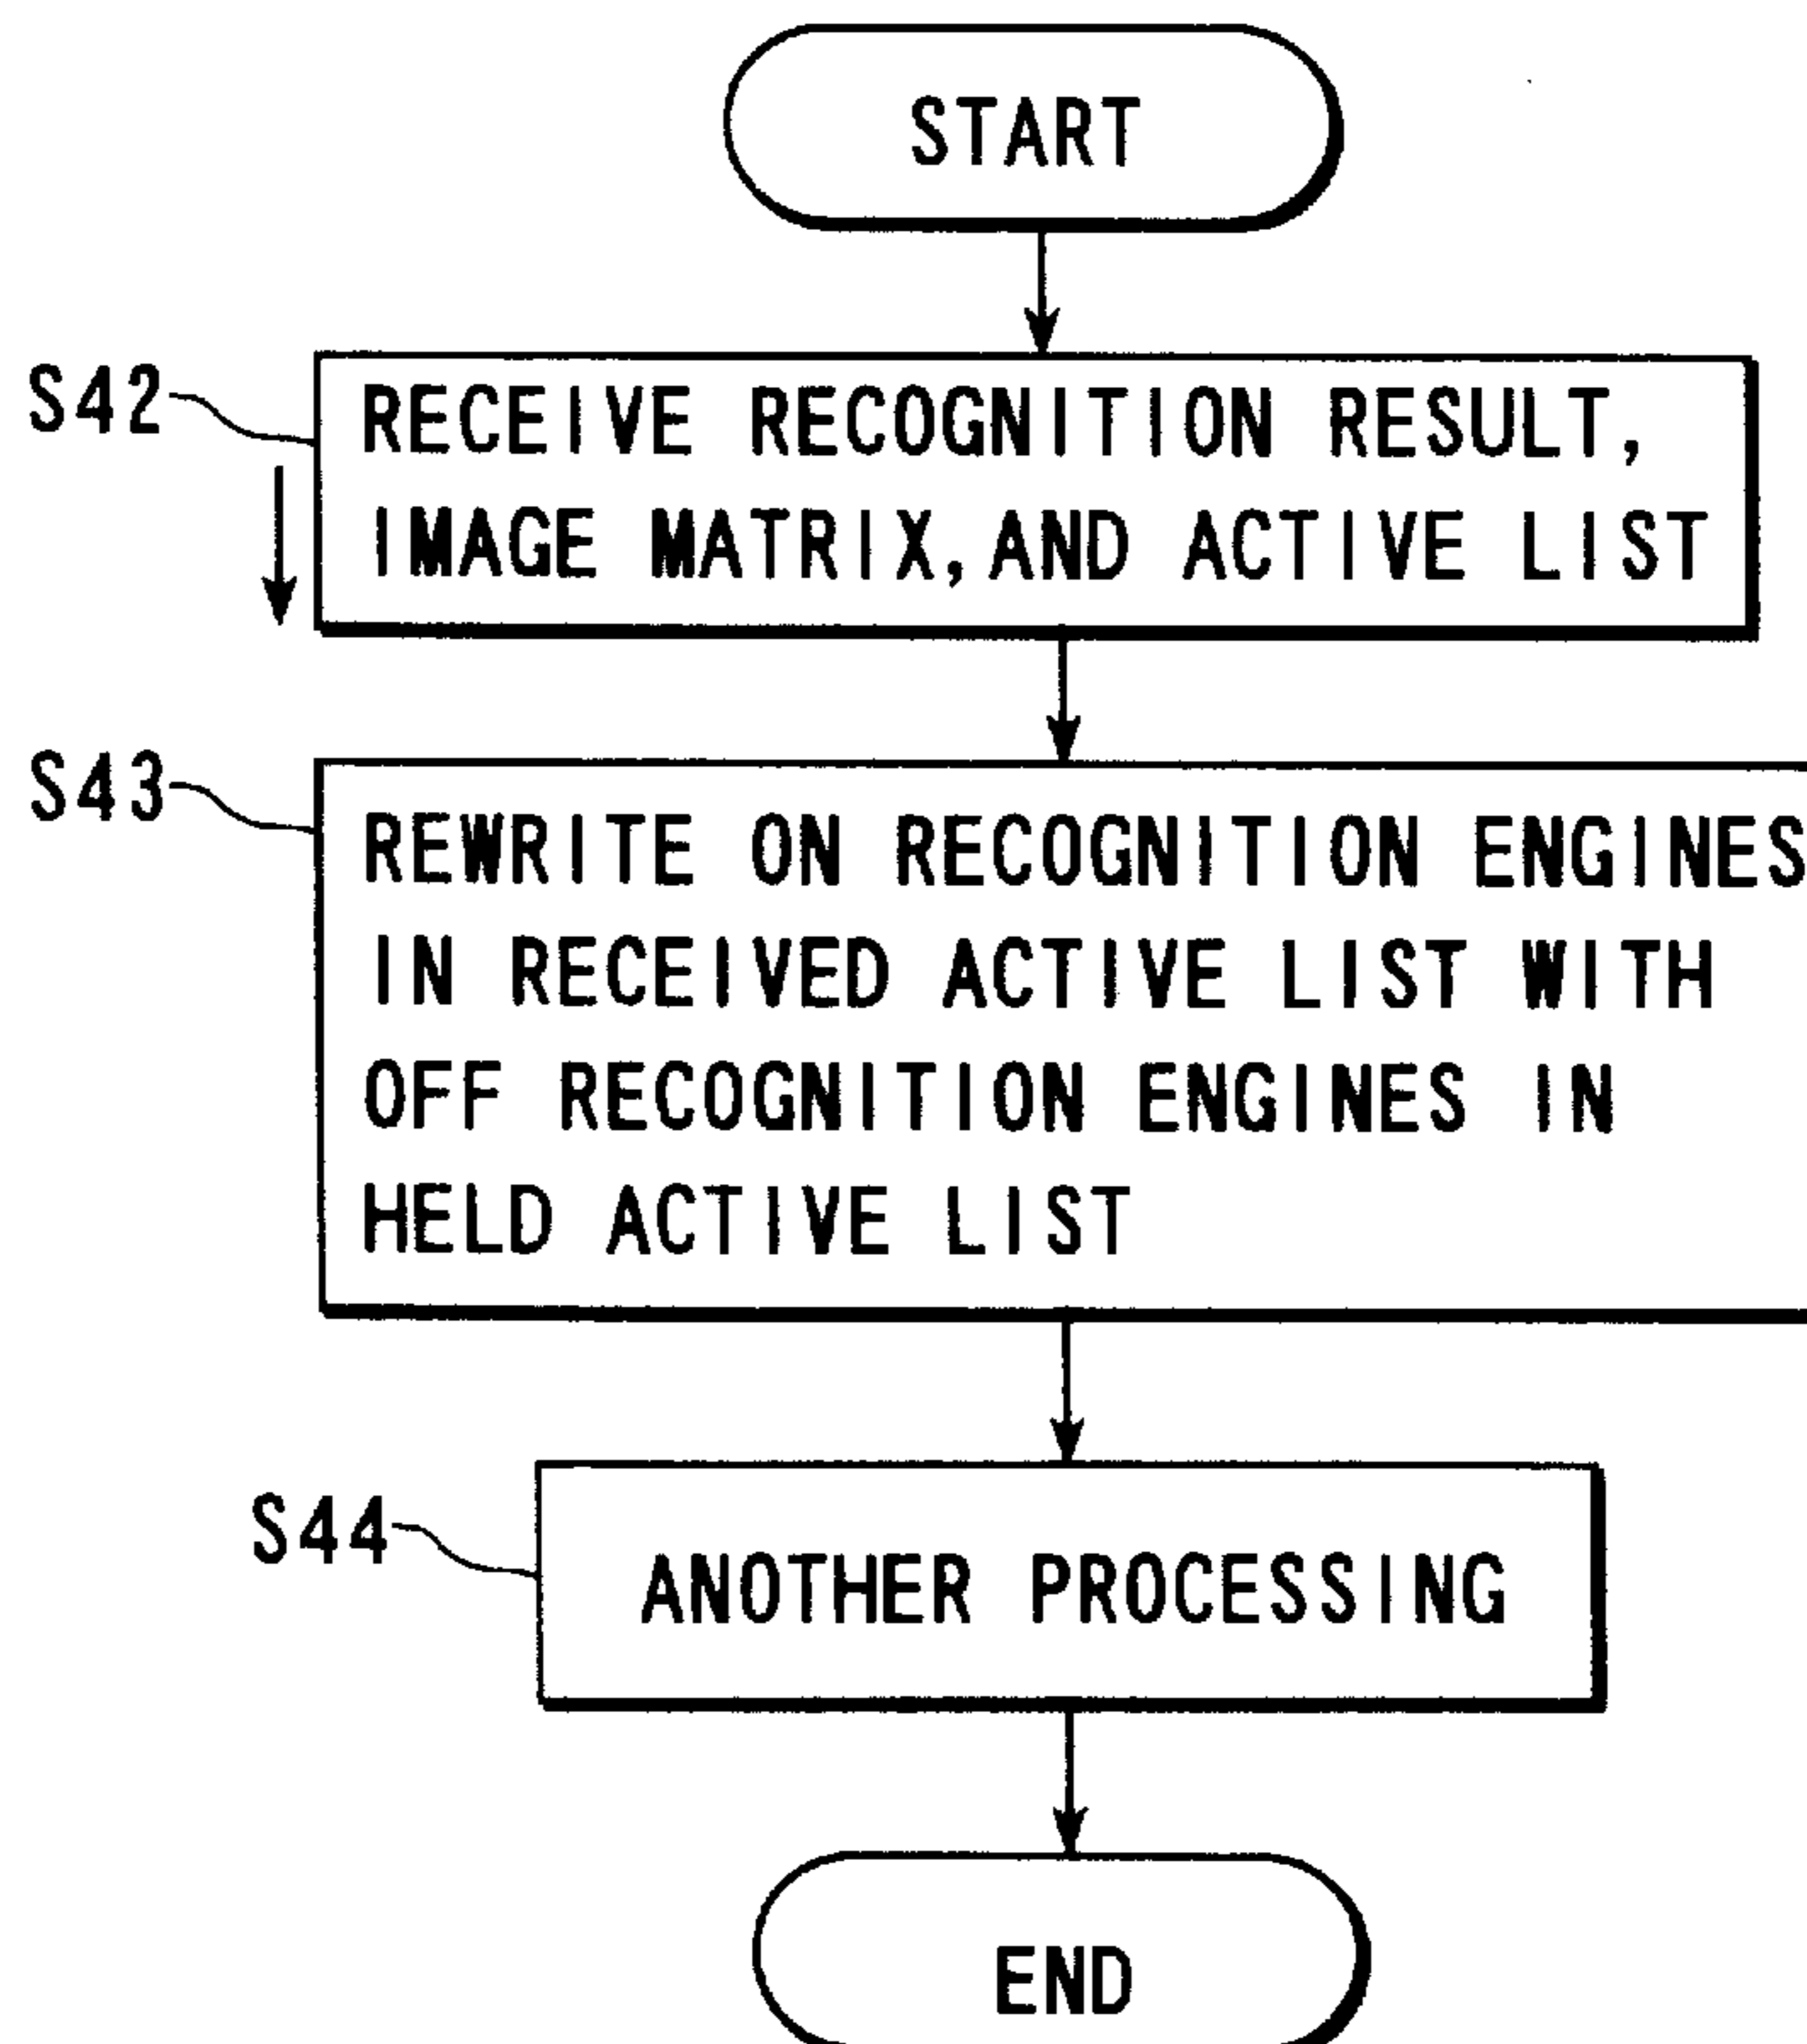 START
S42
RECEIVE RECOGNITION RESULT,
IMAGE MATRIX, AND ACTIVE LIST
S43
REWRITE ON RECOGNITION ENGINES
IN RECEIVED ACTIVE LIST WITH
OFF RECOGNITION ENGINES IN
HELD ACTIVE LIST
S44
ANOTHER PROCESSING
END